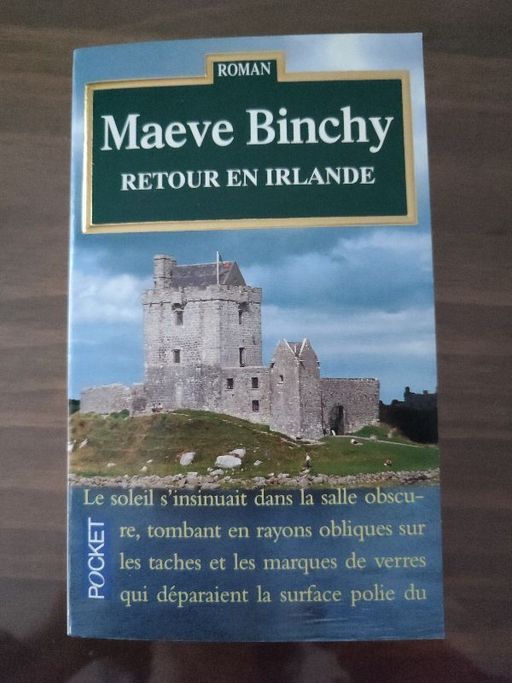 ROMAN
Maeve Binchy
RETOUR EN IRLANDE
Le soleil s'insinuait dans la salle obscu-
re, tombant en rayons obliques sur
les taches et les marques de verres
qui déparaient la surface polie du
POCKET